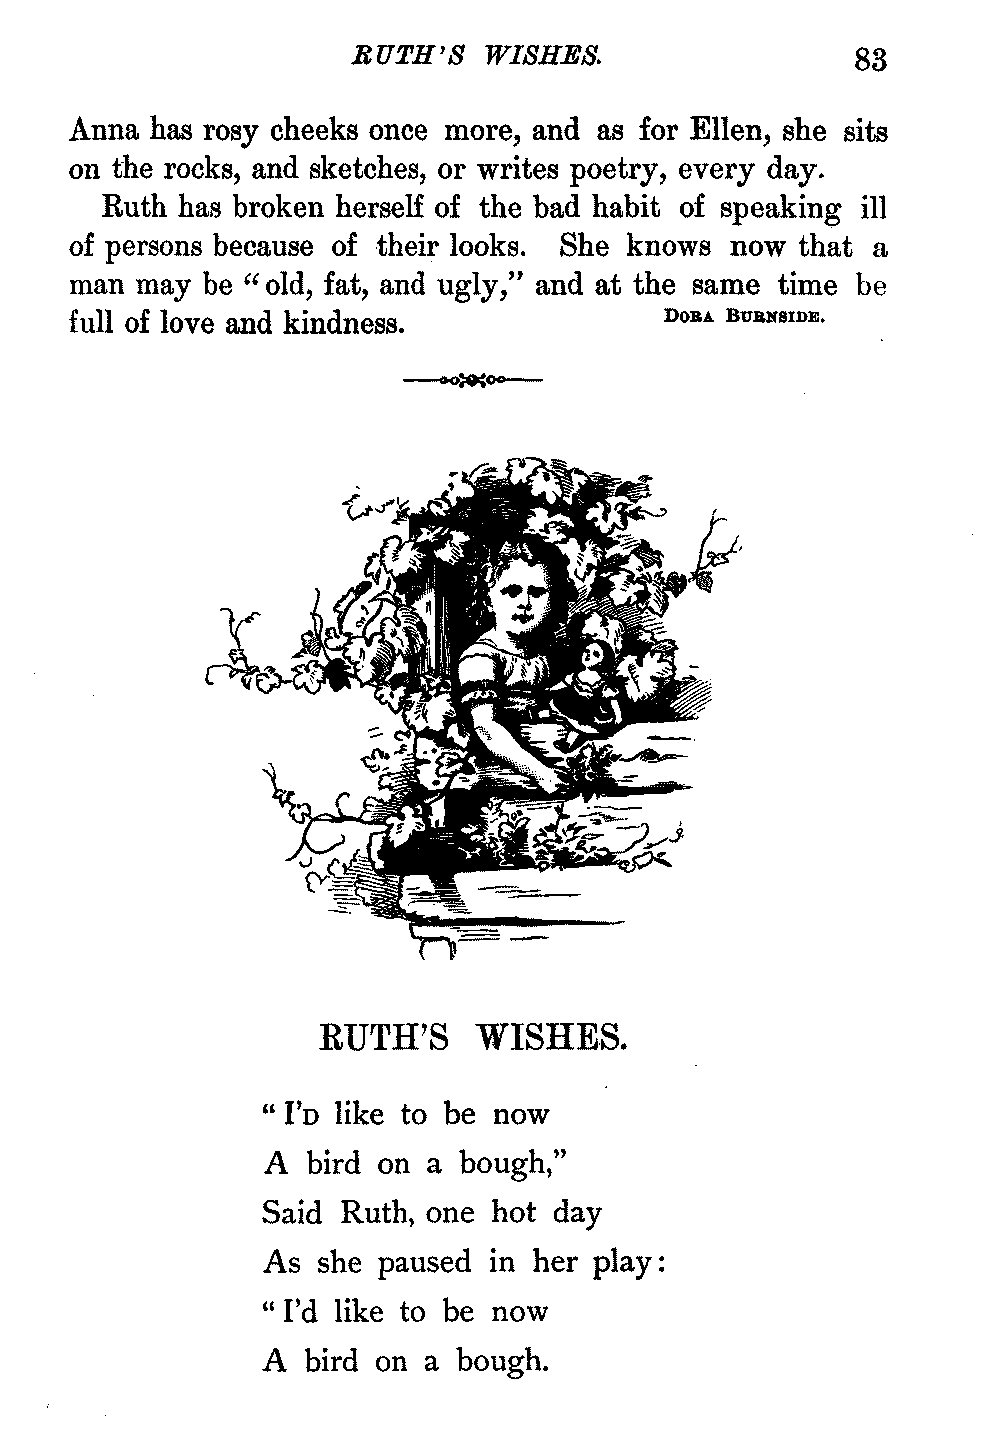 RUTH'S WISHES. 83
Anna has rosy cheeks once more, and as for Ellen, she sits
on the rocks, and sketches, or writes poetry, every day.
Ruth has broken herself of the bad habit of speaking ill
of persons because of their looks. She knows now that a
man may be "old, fat, and ugly," and at the same time be
full of love and kindness. DORA BURNSIDE.
RUTH'S WISHES.
"I'D like to be now
A bird on a bough,"
Said Ruth, one hot day
As she paused in her play:
"I'd like to be now
A bird on a bough.